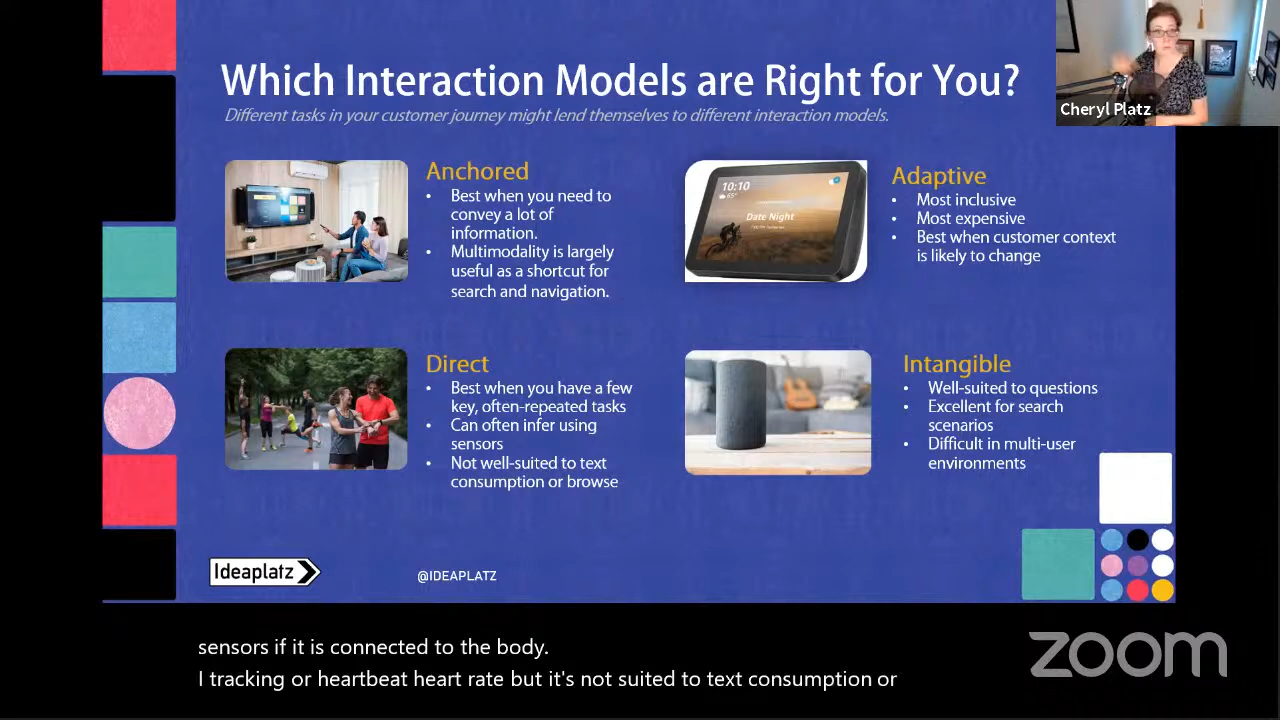 Which Interaction Models are Right for You?
Different tasks in your customer journey might lend themselves to different interaction models.
Cheryl Platz
Anchored
• Best when you need to
convey a lot of
information.
• Multimodality is largely
useful as a shortcut for
search and navigation.
10:10
65°
Date Night
Adaptive
• Most inclusive
• Most expensive
• Best when customer context
is likely to change
Direct
• Best when you have a few
key, often-repeated tasks
• Can often infer using
sensors
• Not well-suited to text
consumption or browse
Intangible
• Well-suited to questions
• Excellent for search
scenarios
• Difficult in multi-user
environments
Ideaplatz
@IDEAPLATZ
sensors if it is connected to the body.
I tracking or heartbeat heart rate but it's not suited to text consumption or
zoom